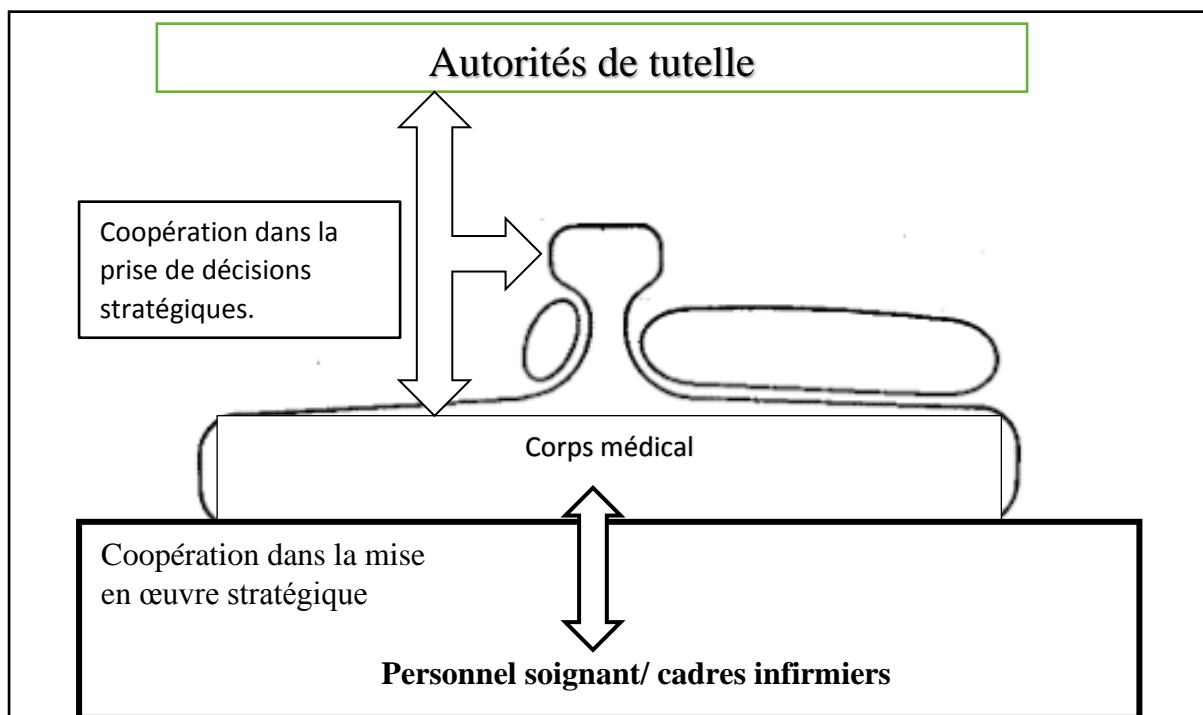 Autorités de tutelle
Coopération dans la
prise de décisions
stratégiques.
Corps médical
Coopération dans la mise
en œuvre stratégique
Personnel soignant/ cadres infirmiers